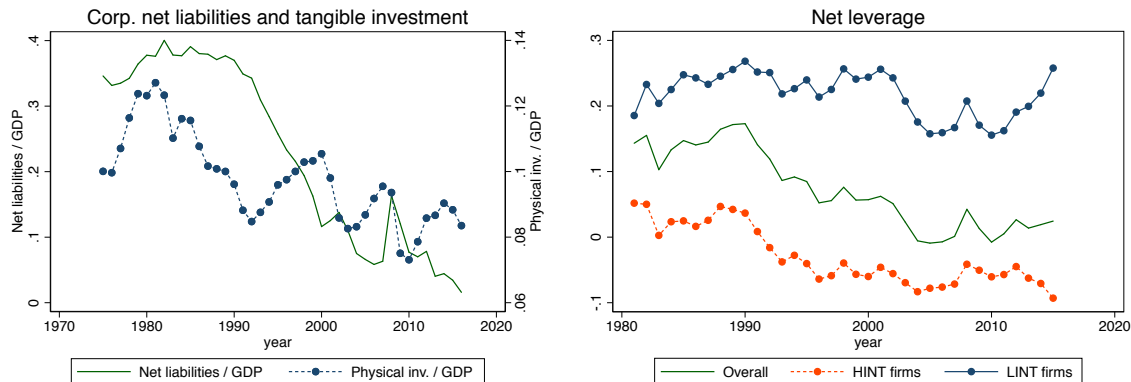 Corp. net liabilities and tangible investment
Net liabilities / GDP
0 .1 .2 .3 .4
Physical inv. / GDP
.06 .08 .1 .12 .14
1970 1980 1990 2000 2010 2020
year
Net liabilities / GDP Physical inv. / GDP
Net leverage
-.1 0 .1 .2 .3
1980 1990 2000 2010 2020
year
Overall HINT firms LINT firms